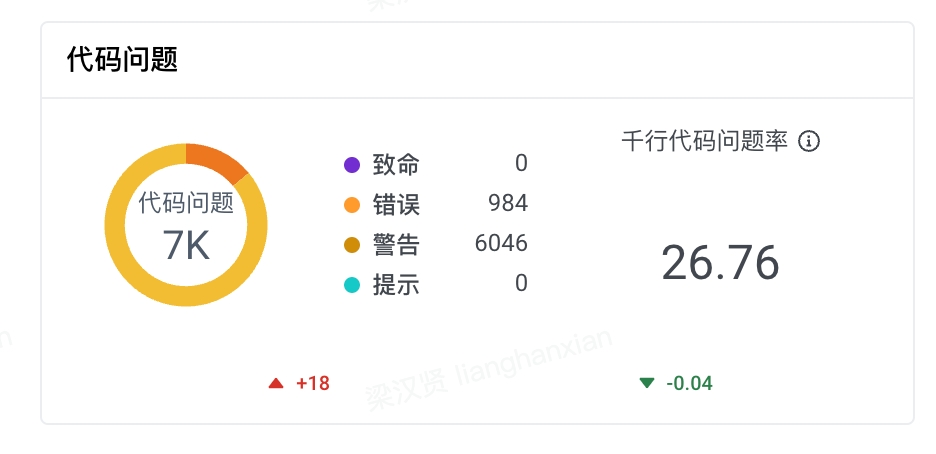 代码问题
代码问题
7K
致命 0
错误 984
警告 6046
提示 0
千行代码问题率
26.76
+18
-0.04
梁汉贤 lianghanxian